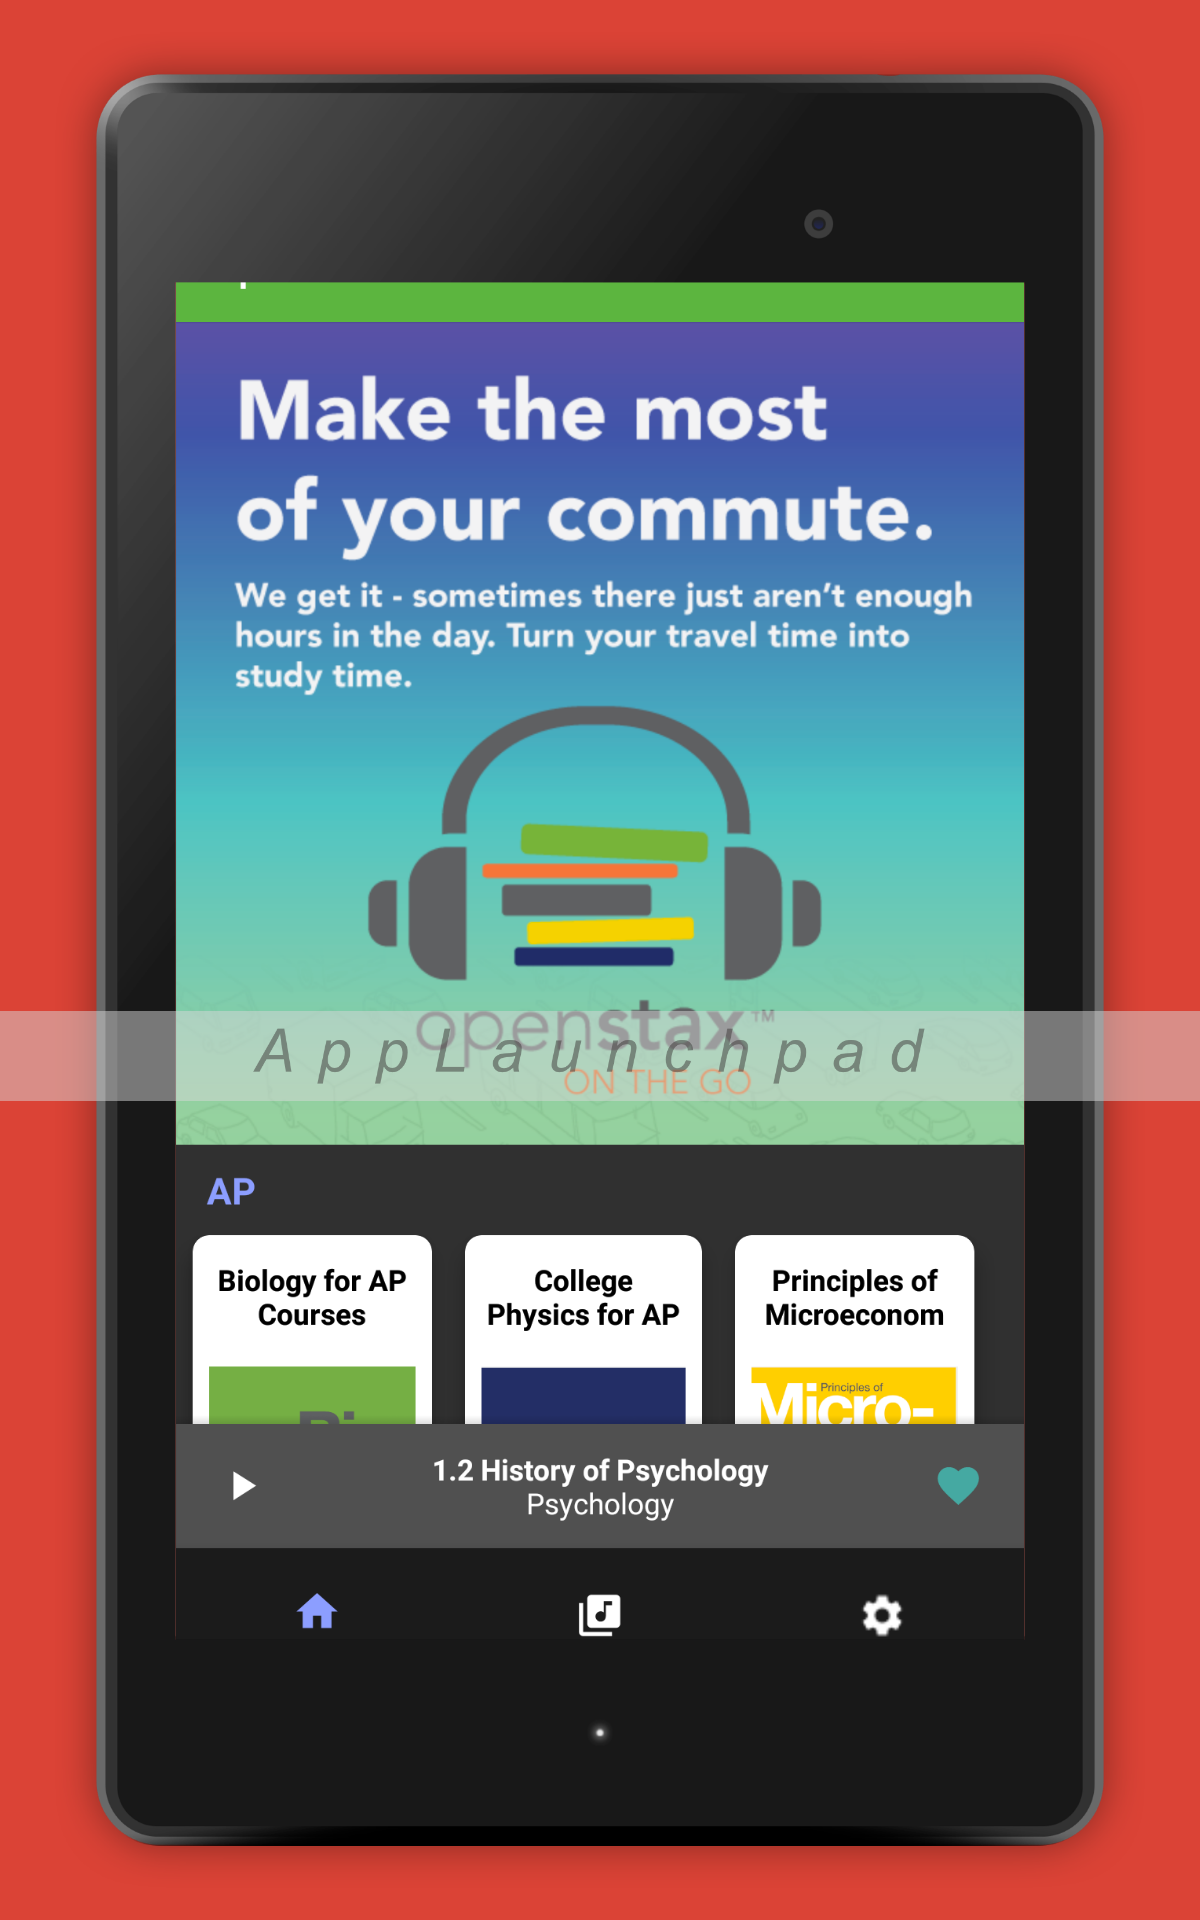 Make the most
of your commute.
We get it - sometimes there just aren't enough
hours in the day. Turn your travel time into
study time.
openstax™
AppLaunchpad
ON THE GO
AP
Biology for AP
Courses
College
Physics for AP
Principles of
Microeconom
Principles of
Micro-
1.2 History of Psychology
Psychology